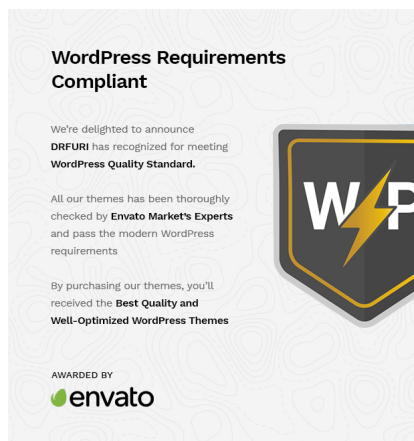 WordPress Requirements
Compliant
We're delighted to announce
DRFURI has recognized for meeting
WordPress Quality Standard.
All our themes has been thoroughly
checked by Envato Market's Experts
and pass the modern WordPress
requirements
By purchasing our themes, you'll
received the Best Quality and
Well-Optimized WordPress Themes
WP
AWARDED BY
envato